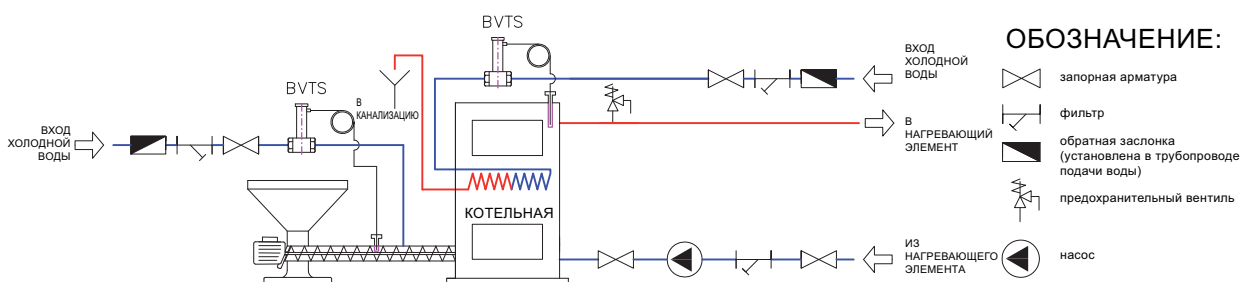 BVTS
ВХОД
ХОЛОДНОЙ
ВОДЫ
BVTS
В
КАНАЛИЗАЦИЮ
ВХОД
ХОЛОДНОЙ
ВОДЫ
В
НАГРЕВАЮЩИЙ
ЭЛЕМЕНТ
КОТЕЛЬНАЯ
ИЗ
НАГРЕВАЮЩЕГО
ЭЛЕМЕНТА
ОБОЗНАЧЕНИЕ:
запорная арматура
фильтр
обратная заслонка
(установлена в трубопроводе
подачи воды)
предохранительный вентиль
насос